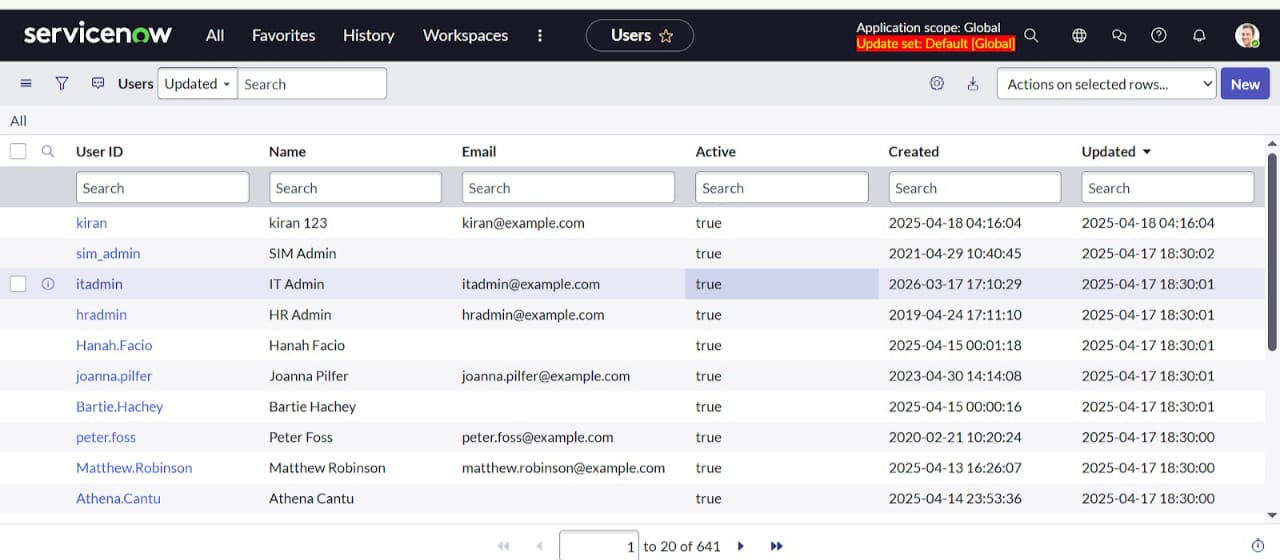 servicenow All Favorites History Workspaces Users Application scope: Global
Update set: Default [Global]
Users Updated Search Actions on selected rows... New
All
User ID Name Email Active Created Updated
Search Search Search Search Search Search
kiran kiran 123 kiran@example.com true 2025-04-18 04:16:04 2025-04-18 04:16:04
sim_admin SIM Admin true 2021-04-29 10:40:45 2025-04-17 18:30:02
itadmin IT Admin itadmin@example.com true 2026-03-17 17:10:29 2025-04-17 18:30:01
hradmin HR Admin hradmin@example.com true 2019-04-24 17:11:10 2025-04-17 18:30:01
Hanah.Facio Hanah Facio true 2025-04-15 00:01:18 2025-04-17 18:30:01
joanna.pilfer Joanna Pilfer joanna.pilfer@example.com true 2023-04-30 14:14:08 2025-04-17 18:30:01
Bartie.Hachey Bartie Hachey true 2025-04-15 00:00:16 2025-04-17 18:30:01
peter.foss Peter Foss peter.foss@example.com true 2020-02-21 10:20:24 2025-04-17 18:30:00
Matthew.Robinson Matthew Robinson matthew.robinson@example.com true 2025-04-13 16:26:07 2025-04-17 18:30:00
Athena.Cantu Athena Cantu true 2025-04-14 23:53:36 2025-04-17 18:30:00
1 to 20 of 641